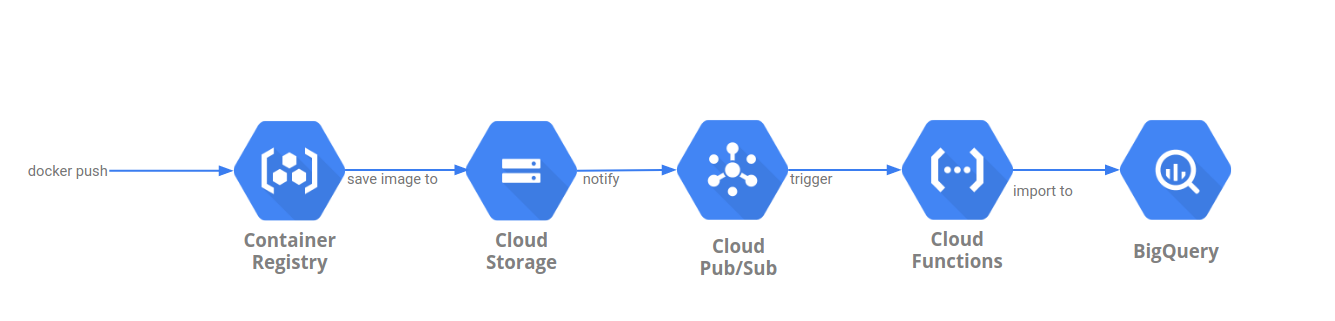 docker push
save image to
notify
trigger
import to
Container
Registry
Cloud
Storage
Cloud
Pub/Sub
Cloud
Functions
BigQuery